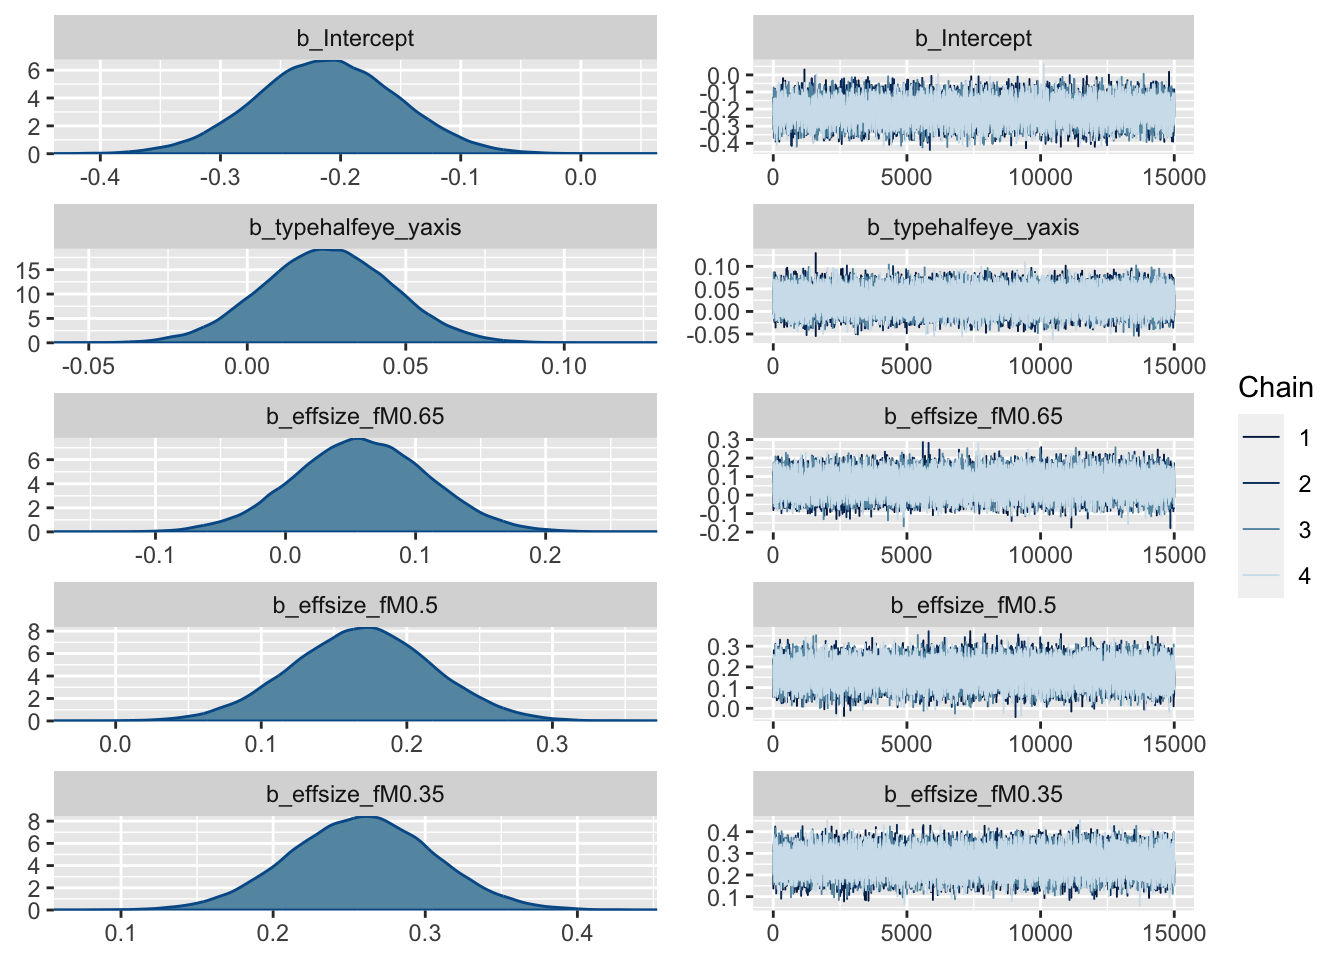 b_Intercept
6
4
2
0
-0.4 -0.3 -0.2 -0.1 0.0
b_Intercept
0.0
-0.1
-0.2
-0.3
-0.4
0 5000 10000 15000
b_typehalfeye_yaxis
15
10
5
0
-0.05 0.00 0.05 0.10
b_typehalfeye_yaxis
0.10
0.05
0.00
-0.05
0 5000 10000 15000
b_effsize_fM0.65
6
4
2
0
-0.1 0.0 0.1 0.2
b_effsize_fM0.65
0.3
0.2
0.1
0.0
-0.1
-0.2
0 5000 10000 15000
b_effsize_fM0.5
8
6
4
2
0
0.0 0.1 0.2 0.3
b_effsize_fM0.5
0.3
0.2
0.1
0.0
0 5000 10000 15000
b_effsize_fM0.35
8
6
4
2
0
0.1 0.2 0.3 0.4
b_effsize_fM0.35
0.4
0.3
0.2
0.1
0 5000 10000 15000
Chain
1
2
3
4